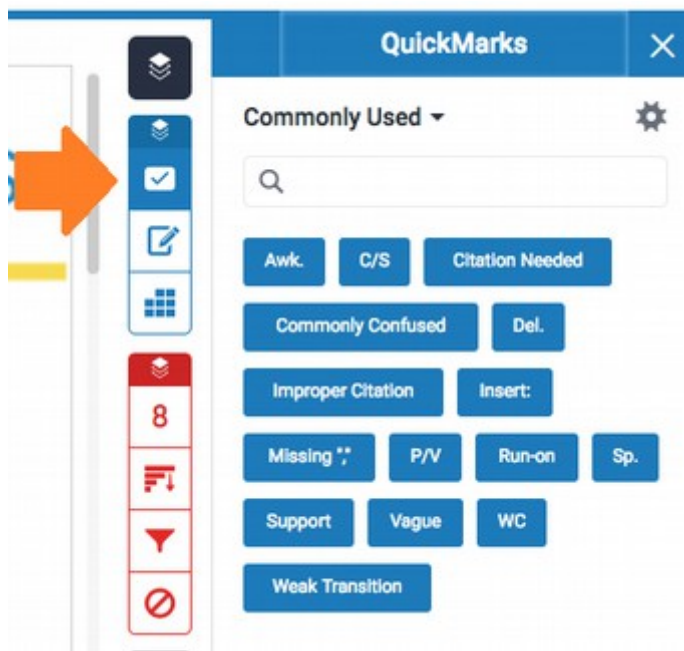 QuickMarks
Commonly Used
Awk. C/S Citation Needed
Commonly Confused Del.
Improper Citation Insert:
8
Missing "," P/V Run-on Sp.
Support Vague WC
Weak Transition